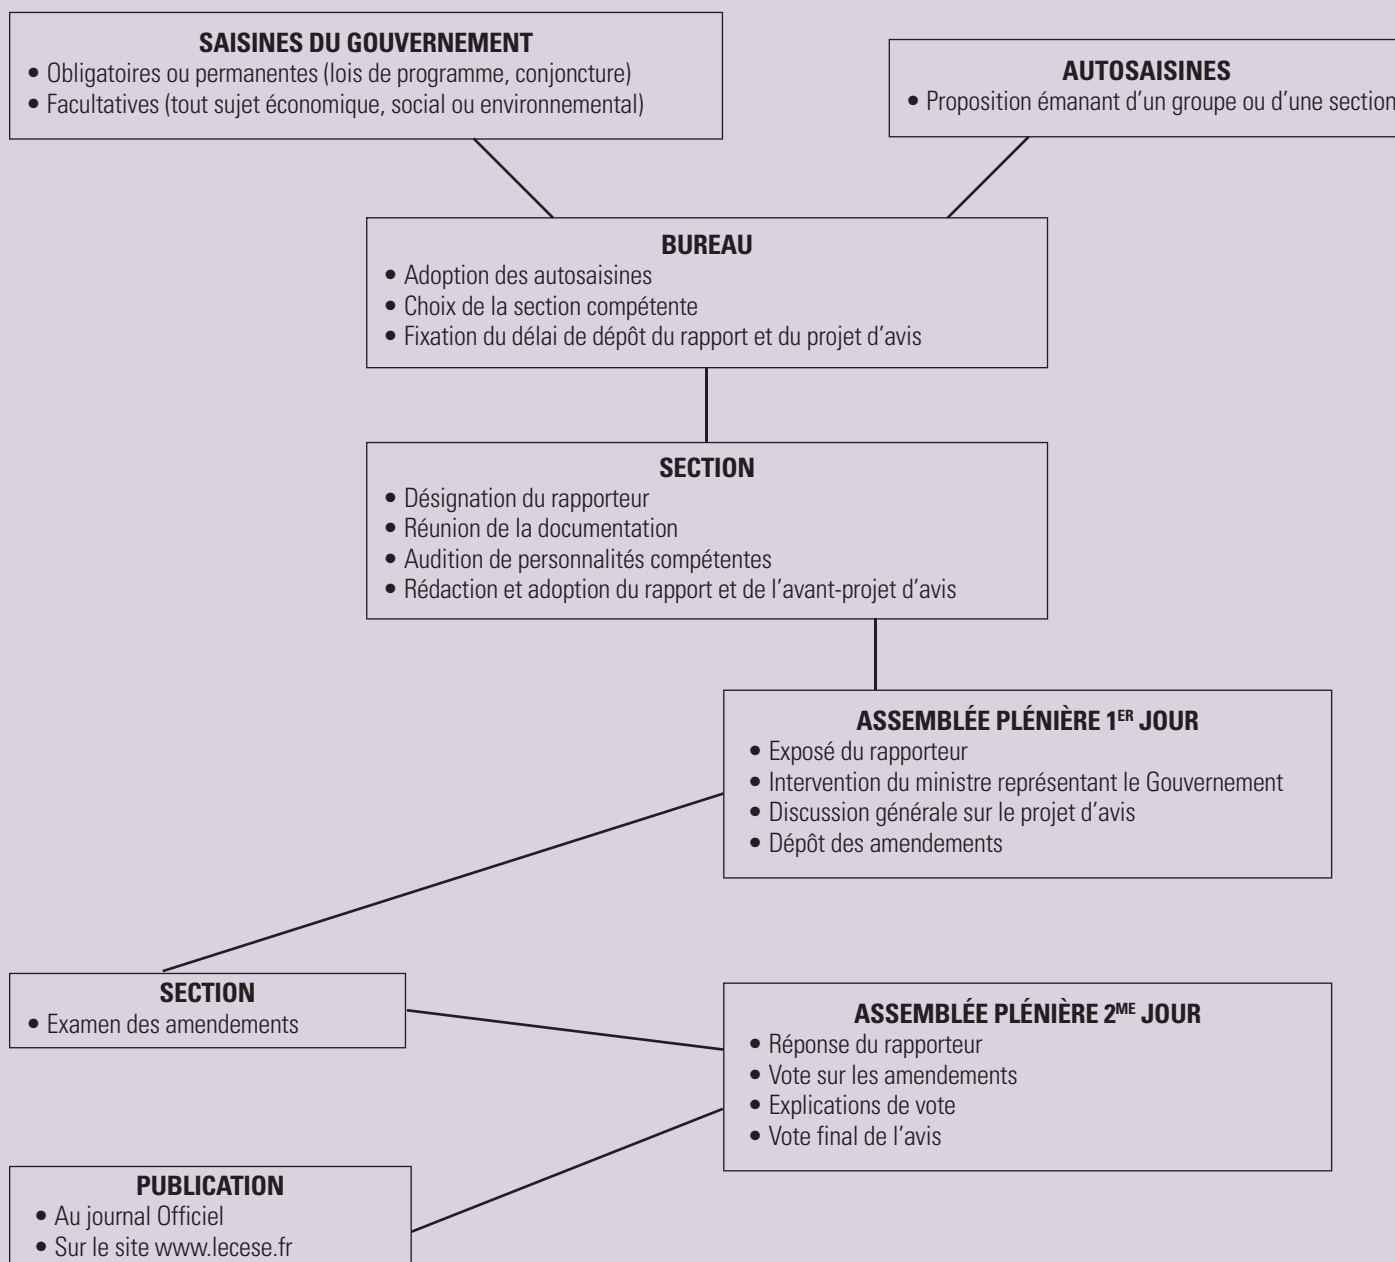 SAISINES DU GOUVERNEMENT
• Obligatoires ou permanentes (lois de programme, conjoncture)
• Facultatives (tout sujet économique, social ou environnemental)
AUTOSAISINES
• Proposition émanant d'un groupe ou d'une section
BUREAU
• Adoption des autosaisines
• Choix de la section compétente
• Fixation du délai de dépôt du rapport et du projet d'avis
SECTION
• Désignation du rapporteur
• Réunion de la documentation
• Audition de personnalités compétentes
• Rédaction et adoption du rapport et de l'avant-projet d'avis
ASSEMBLÉE PLÉNIÈRE 1ER JOUR
• Exposé du rapporteur
• Intervention du ministre représentant le Gouvernement
• Discussion générale sur le projet d'avis
• Dépôt des amendements
SECTION
• Examen des amendements
ASSEMBLÉE PLÉNIÈRE 2ME JOUR
• Réponse du rapporteur
• Vote sur les amendements
• Explications de vote
• Vote final de l'avis
PUBLICATION
• Au journal Officiel
• Sur le site www.lecese.fr